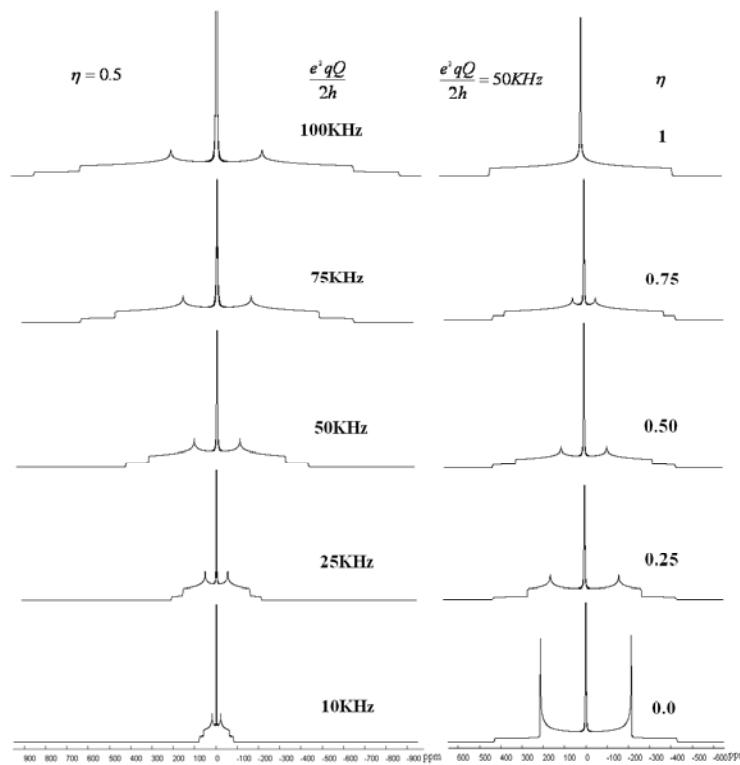 η = 0.5
e²qQ
2h
100KHz
75KHz
50KHz
25KHz
10KHz
900 800 700 600 500 400 300 200 100 0 -100 -200 -300 -400 -500 -600 -700 -800 -900 ppm
e²qQ
2h
= 50KHz
η
1
0.75
0.50
0.25
0.0
600 500 400 300 200 100 0 -100 -200 -300 -400 -500 -600 ppm